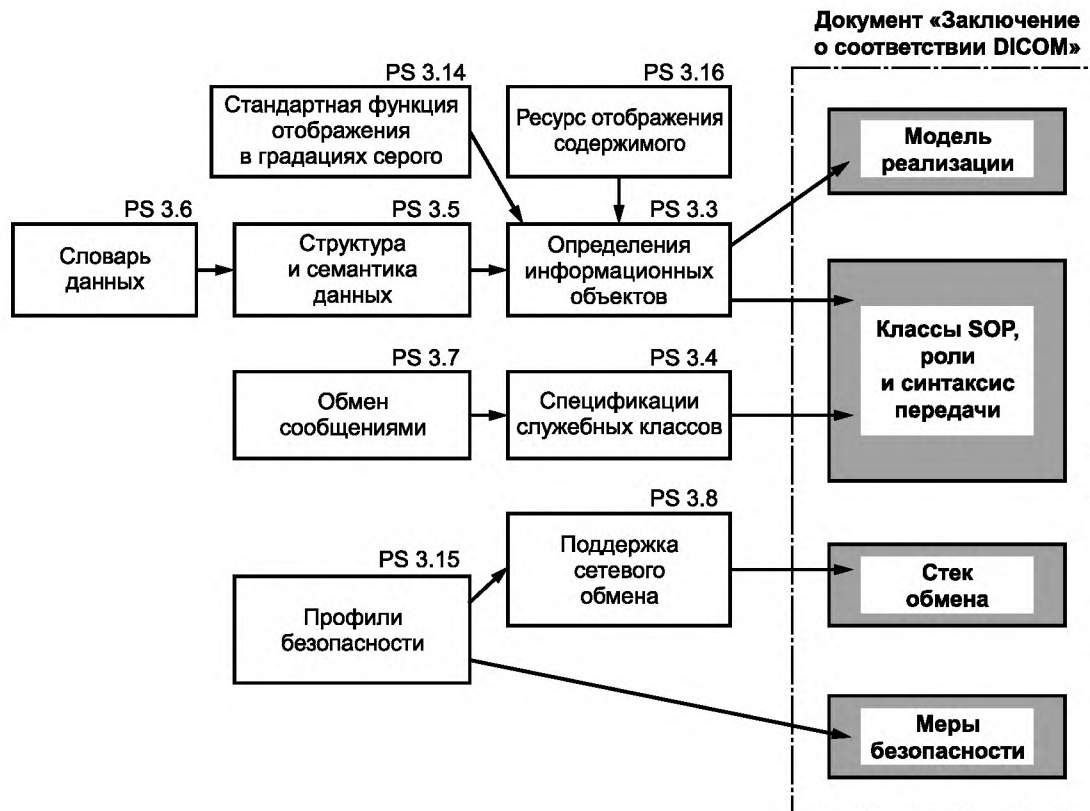 Документ «Заключение
о соответствии DICOM»
PS 3.14
Стандартная функция
отображения
в градациях серого
PS 3.16
Ресурс отображения
содержимого
Модель
реализации
PS 3.6
Словарь
данных
PS 3.5
Структура
и семантика
данных
PS 3.3
Определения
информационных
объектов
Классы SOP,
роли
и синтаксис
передачи
PS 3.7
Обмен
сообщениями
PS 3.4
Спецификации
служебных классов
PS 3.8
Поддержка
сетевого
обмена
Стек
обмена
PS 3.15
Профили
безопасности
Меры
безопасности